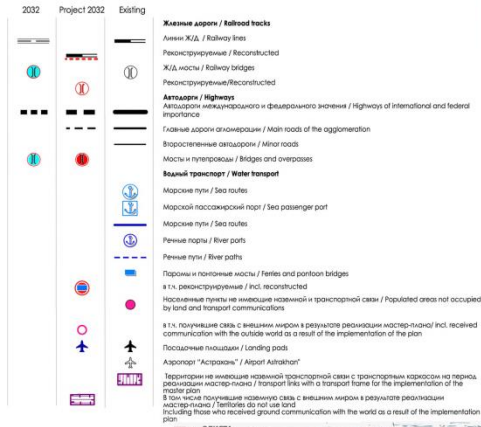 2032 Project 2032 Existing
Жлезные дороги / Railroad tracks
Линии Ж/Д / Railway lines
Реконструируемые / Reconstructed
Ж/Д мосты / Railway bridges
Реконструируемые/Reconstructed
Автодорги / Highways
Автодороги международного и федерального значения / Highways of international and federal
importance
Главные дороги агломерации / Main roads of the agglomeration
Второстепенные автодороги / Minor roads
Мосты и путепроводы / Bridges and overpasses
Водный транспорт / Water transport
Морские пути / Sea routes
Морской пассажирский порт / Sea passenger port
Морские пути / Sea routes
Речные порты / River ports
Речные пути / River paths
Паромы и понтонные мосты / Ferries and pontoon bridges
в т.ч. реконструируемые / incl. reconstructed
Населенные пункты не имеющие наземной и транспортной связи / Populated areas not occupied
by land and transport communications
в т.ч. получившие связь с внешним миром в результате реализации мастер-плана/ incl. received
communication with the outside world as a result of the implementation of the plan
Посадочные площадки / Landing pads
Аэропорт "Астрахань" / Airport Astrakhan"
Территории не имеющие наземной транспортной связи с транспортным каркасом на период
реализации мастер-плана / transport links with a transport frame for the implementation of the
master plan
В том числе получившие наземную связь с внешним миром в результате реолтизации
мастер-плана / Territories do not use land
Including those who received ground communication with the world as a result of the implementation
plan